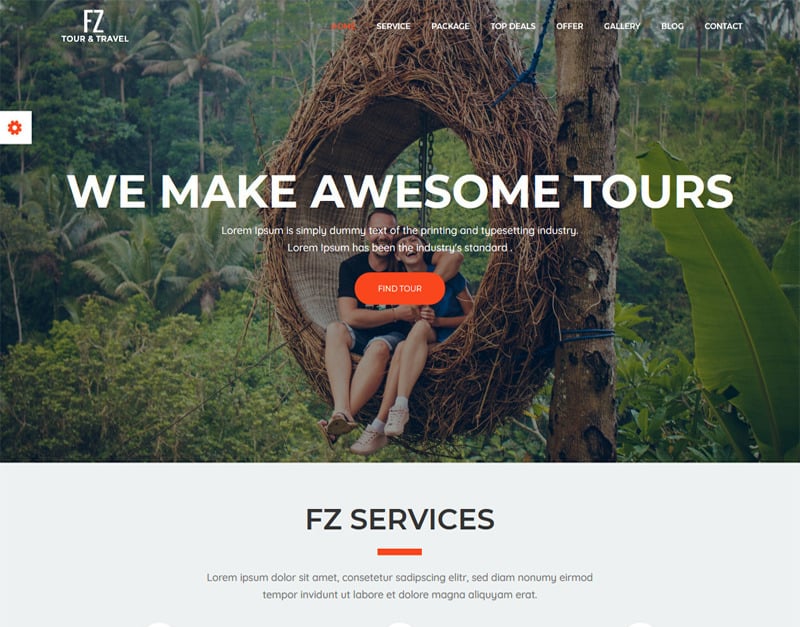 FZ
TOUR & TRAVEL
HOME SERVICE PACKAGE TOP DEALS OFFER GALLERY BLOG CONTACT
WE MAKE AWESOME TOURS
Lorem Ipsum is simply dummy text of the printing and typesetting industry.
Lorem Ipsum has been the industry's standard .
FIND TOUR
FZ SERVICES
Lorem ipsum dolor sit amet, consetetur sadipscing elitr, sed diam nonumy eirmod
tempor invidunt ut labore et dolore magna aliquyam erat.